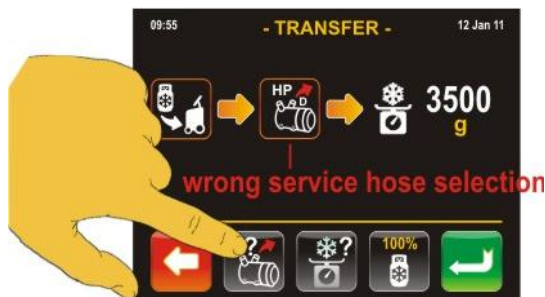 09:55 - TRANSFER - 12 Jan 11
HP
D
3500
g
wrong service hose selection
? ? 100%